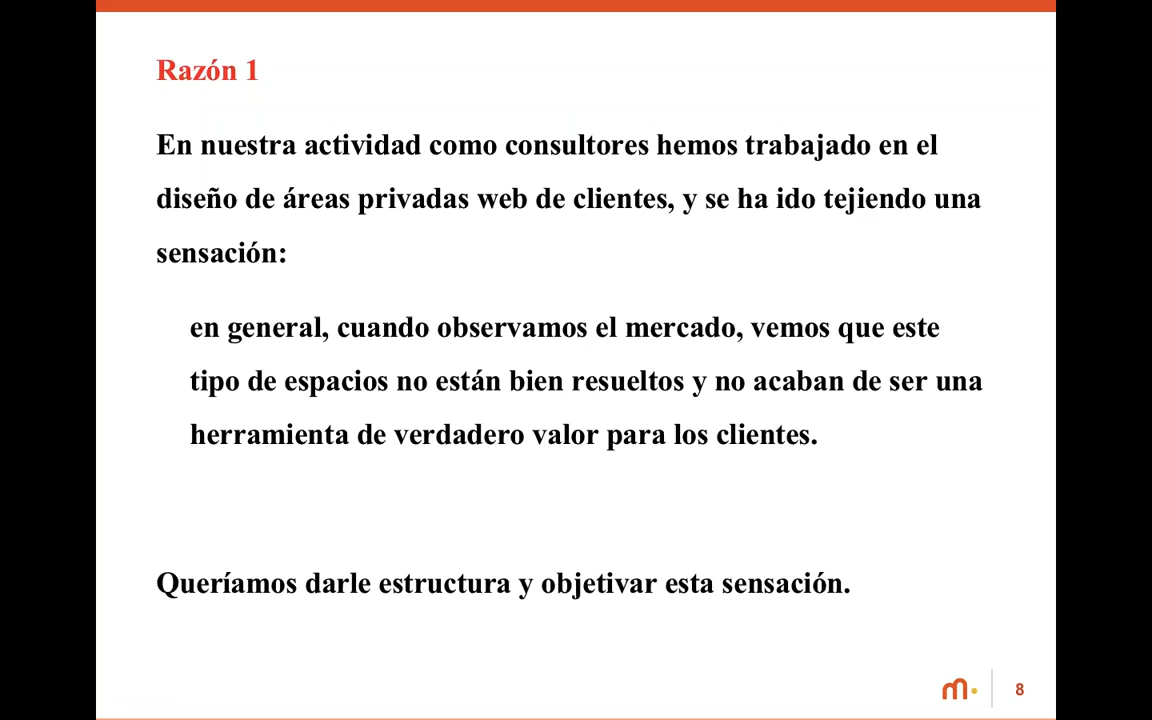 Razón 1
En nuestra actividad como consultores hemos trabajado en el
diseño de áreas privadas web de clientes, y se ha ido tejiendo una
sensación:
en general, cuando observamos el mercado, vemos que este
tipo de espacios no están bien resueltos y no acaban de ser una
herramienta de verdadero valor para los clientes.
Queríamos darle estructura y objetivar esta sensación.
m.
8